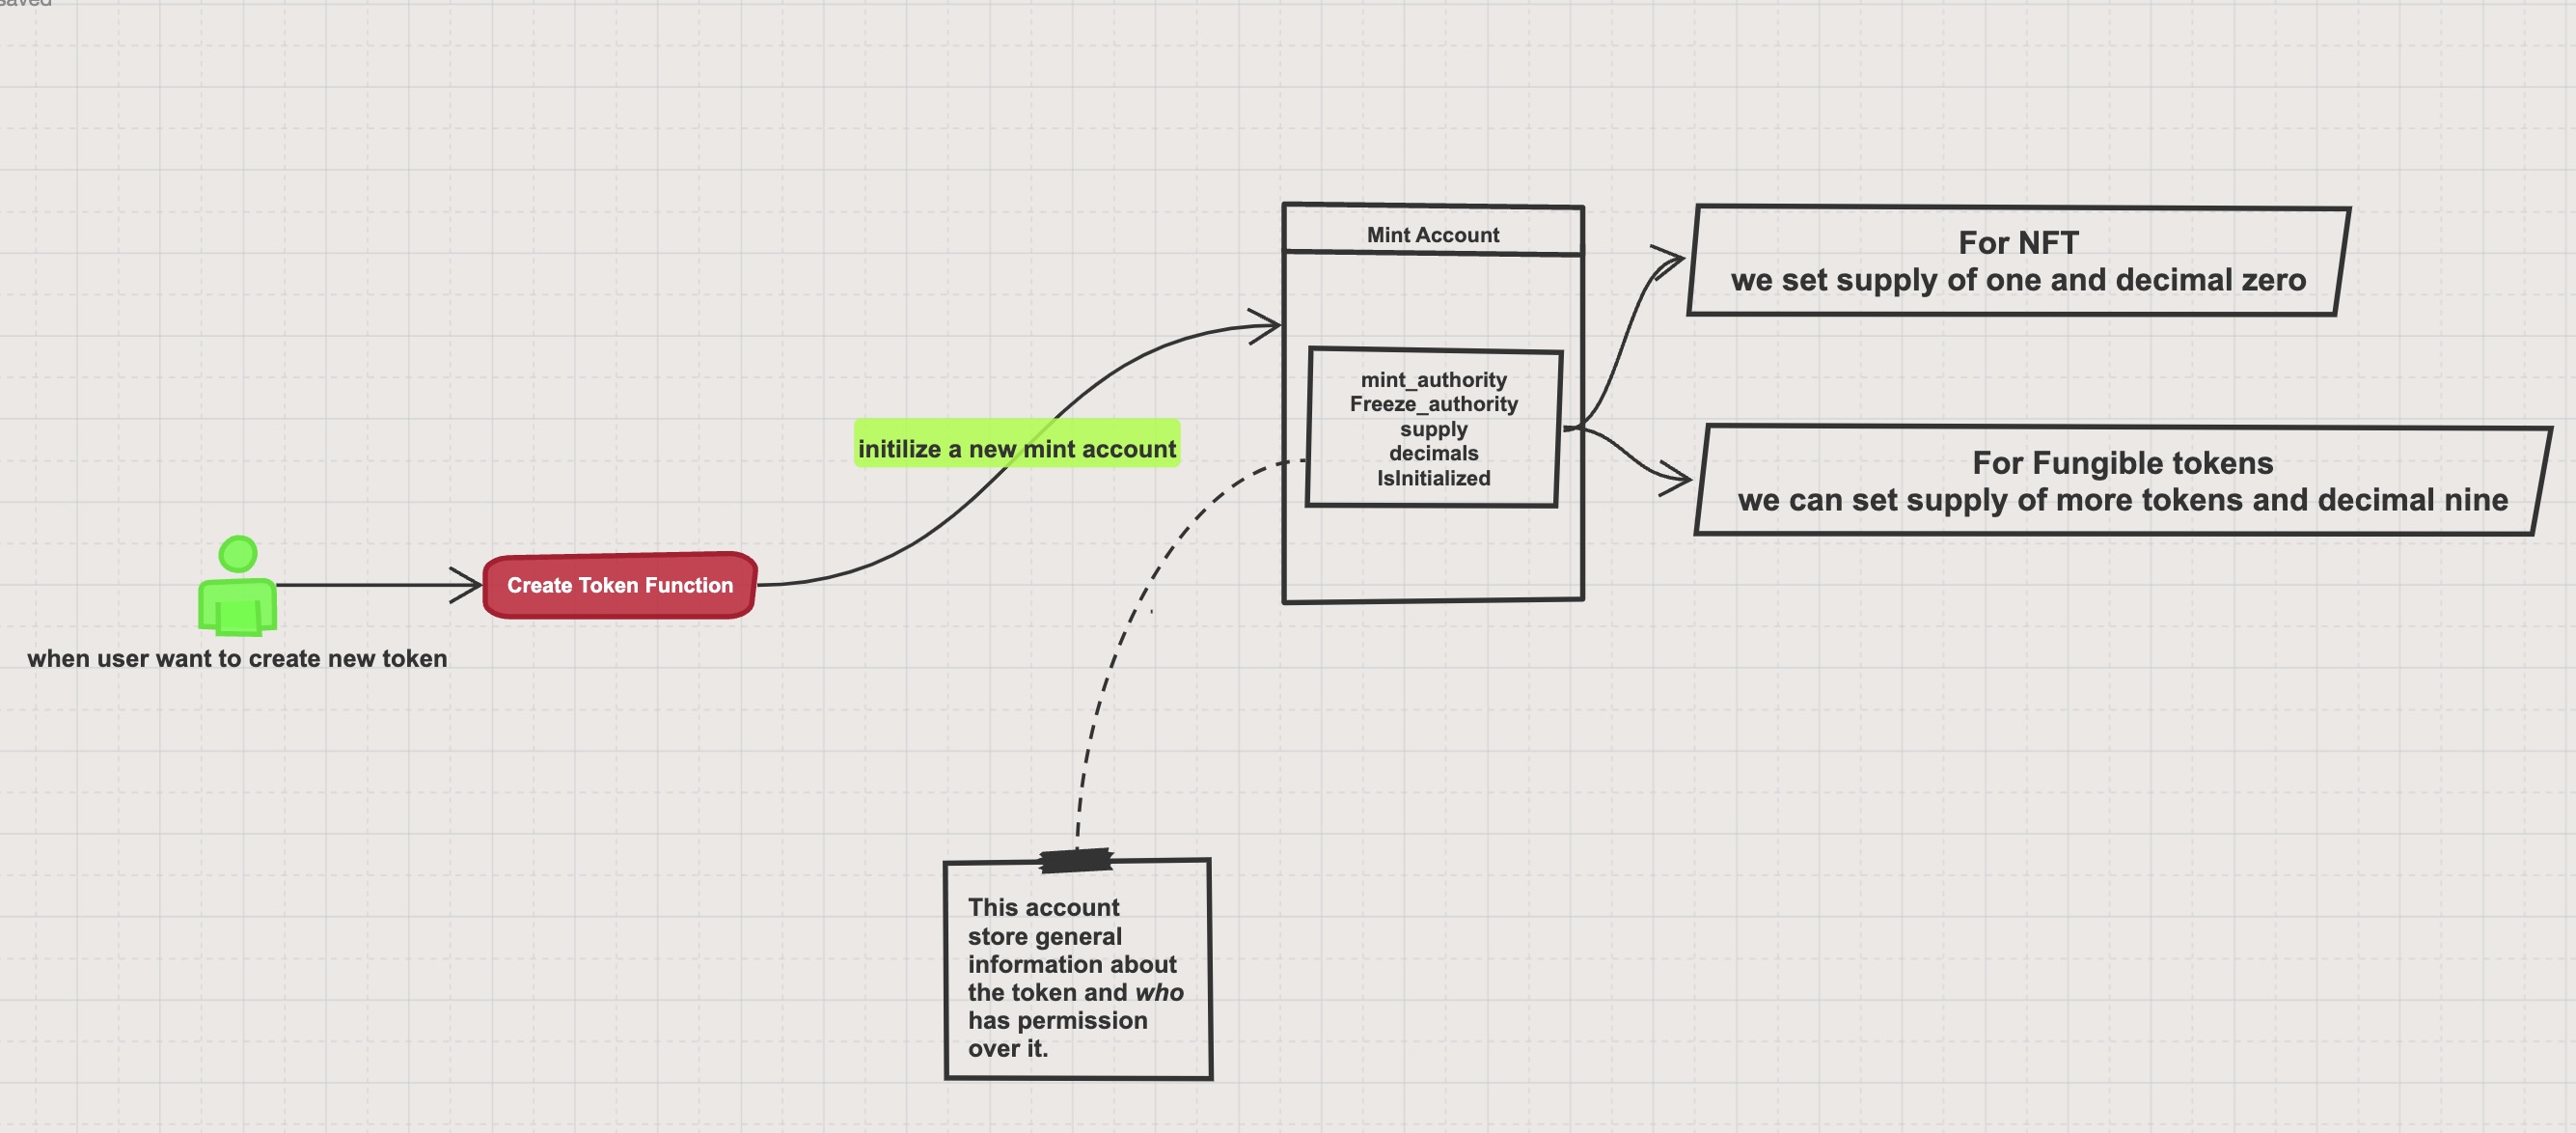 saved
when user want to create new token
Create Token Function
initilize a new mint account
Mint Account
mint_authority
Freeze_authority
supply
decimals
IsInitialized
For NFT
we set supply of one and decimal zero
For Fungible tokens
we can set supply of more tokens and decimal nine
This account
store general
information about
the token and who
has permission
over it.